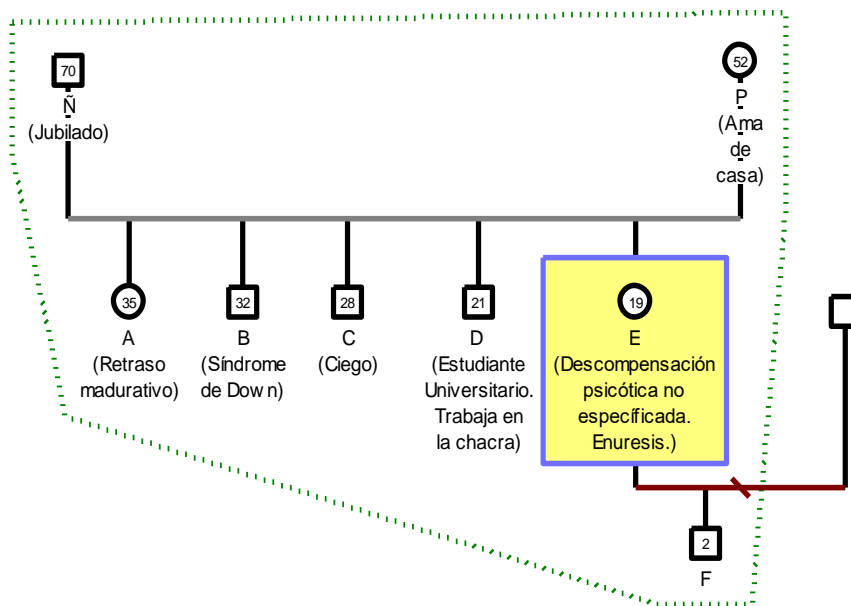 70
Ñ
(Jubilado)
52
P
(Ama
de
casa)
35
A
(Retraso
madurativo)
32
B
(Síndrome
de Down)
28
C
(Ciego)
21
D
(Estudiante
Universitario.
Trabaja en
la chacra)
19
E
(Descompensación
psicótica no
específicada.
Enuresis.)
2
F